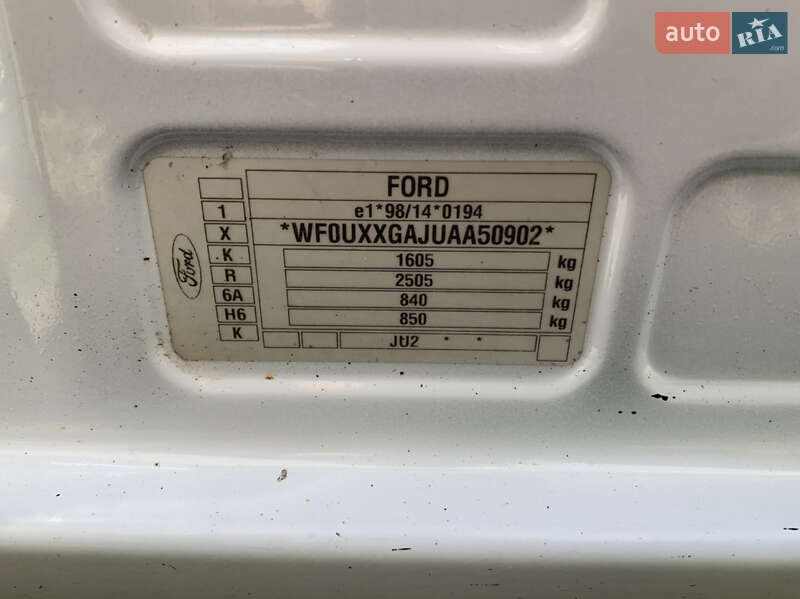 auto RIA.com
Ford
FORD
1 e1*98/14*0194
X *WF0UXXGAJUAA50902*
K 1605 kg
R 2505 kg
6A 840 kg
H6 850 kg
K JU2 * *